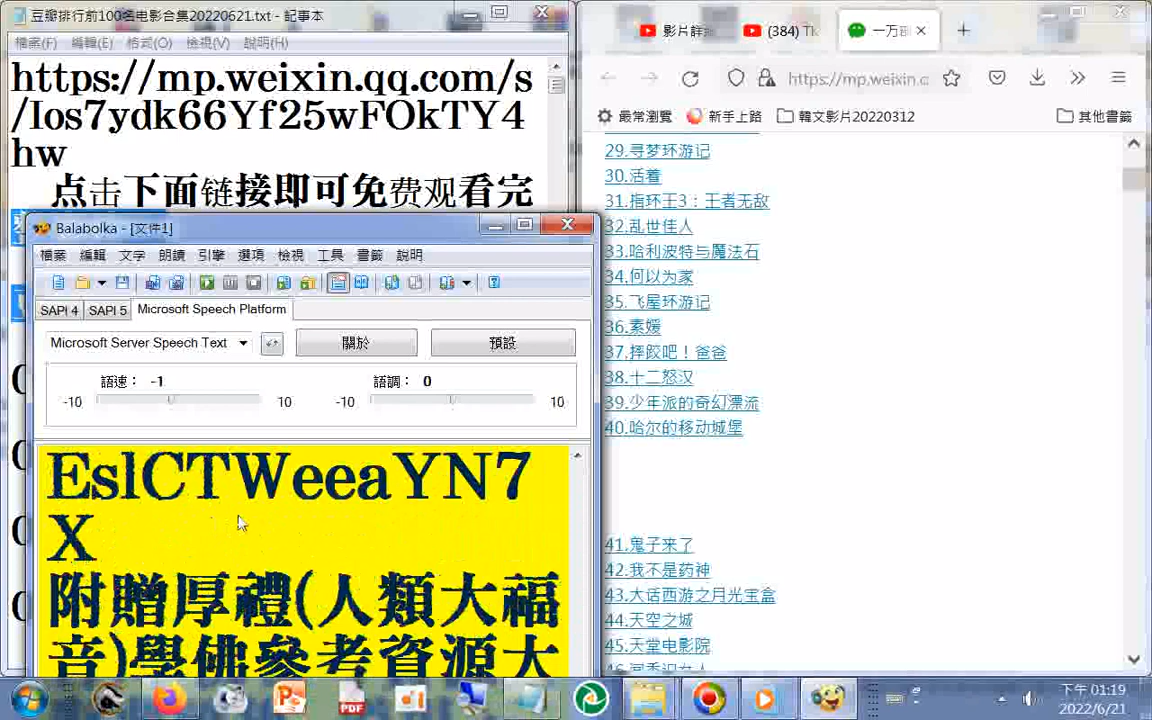 豆瓣排行前100名电影合集20220621.txt - 記事本
檔案(F) 編輯(E) 格式(O) 檢視(V) 說明(H)
https://mp.weixin.qq.com/s
/Ios7ydk66Yf25wFOkTY4
hw
点击下面链接即可免费观看完
Balabolka - [文件1]
檔案 編輯 文字 朗讀 引擎 選項 檢視 工具 書籤 說明
SAPI 4 SAPI 5 Microsoft Speech Platform
Microsoft Server Speech Text 關於 預設
語速： -1 語調： 0
-10 10 -10 10
EslCTWeeaYN7
X
附贈厚禮(人類大福
音)學佛參考資源大
影片詳 (384) Tk 一万部
https://mp.weixin.q
最常瀏覽 新手上路 韓文影片20220312 其他書籤
29.寻梦环游记
30.活着
31.指环王3：王者无敌
32.乱世佳人
33.哈利波特与魔法石
34.何以为家
35.飞屋环游记
36.素媛
37.摔跤吧！爸爸
38.十二怒汉
39.少年派的奇幻漂流
40.哈尔的移动城堡
41.鬼子来了
42.我不是药神
43.大话西游之月光宝盒
44.天空之城
45.天堂电影院
PDF
下午 01:19
2022/6/21